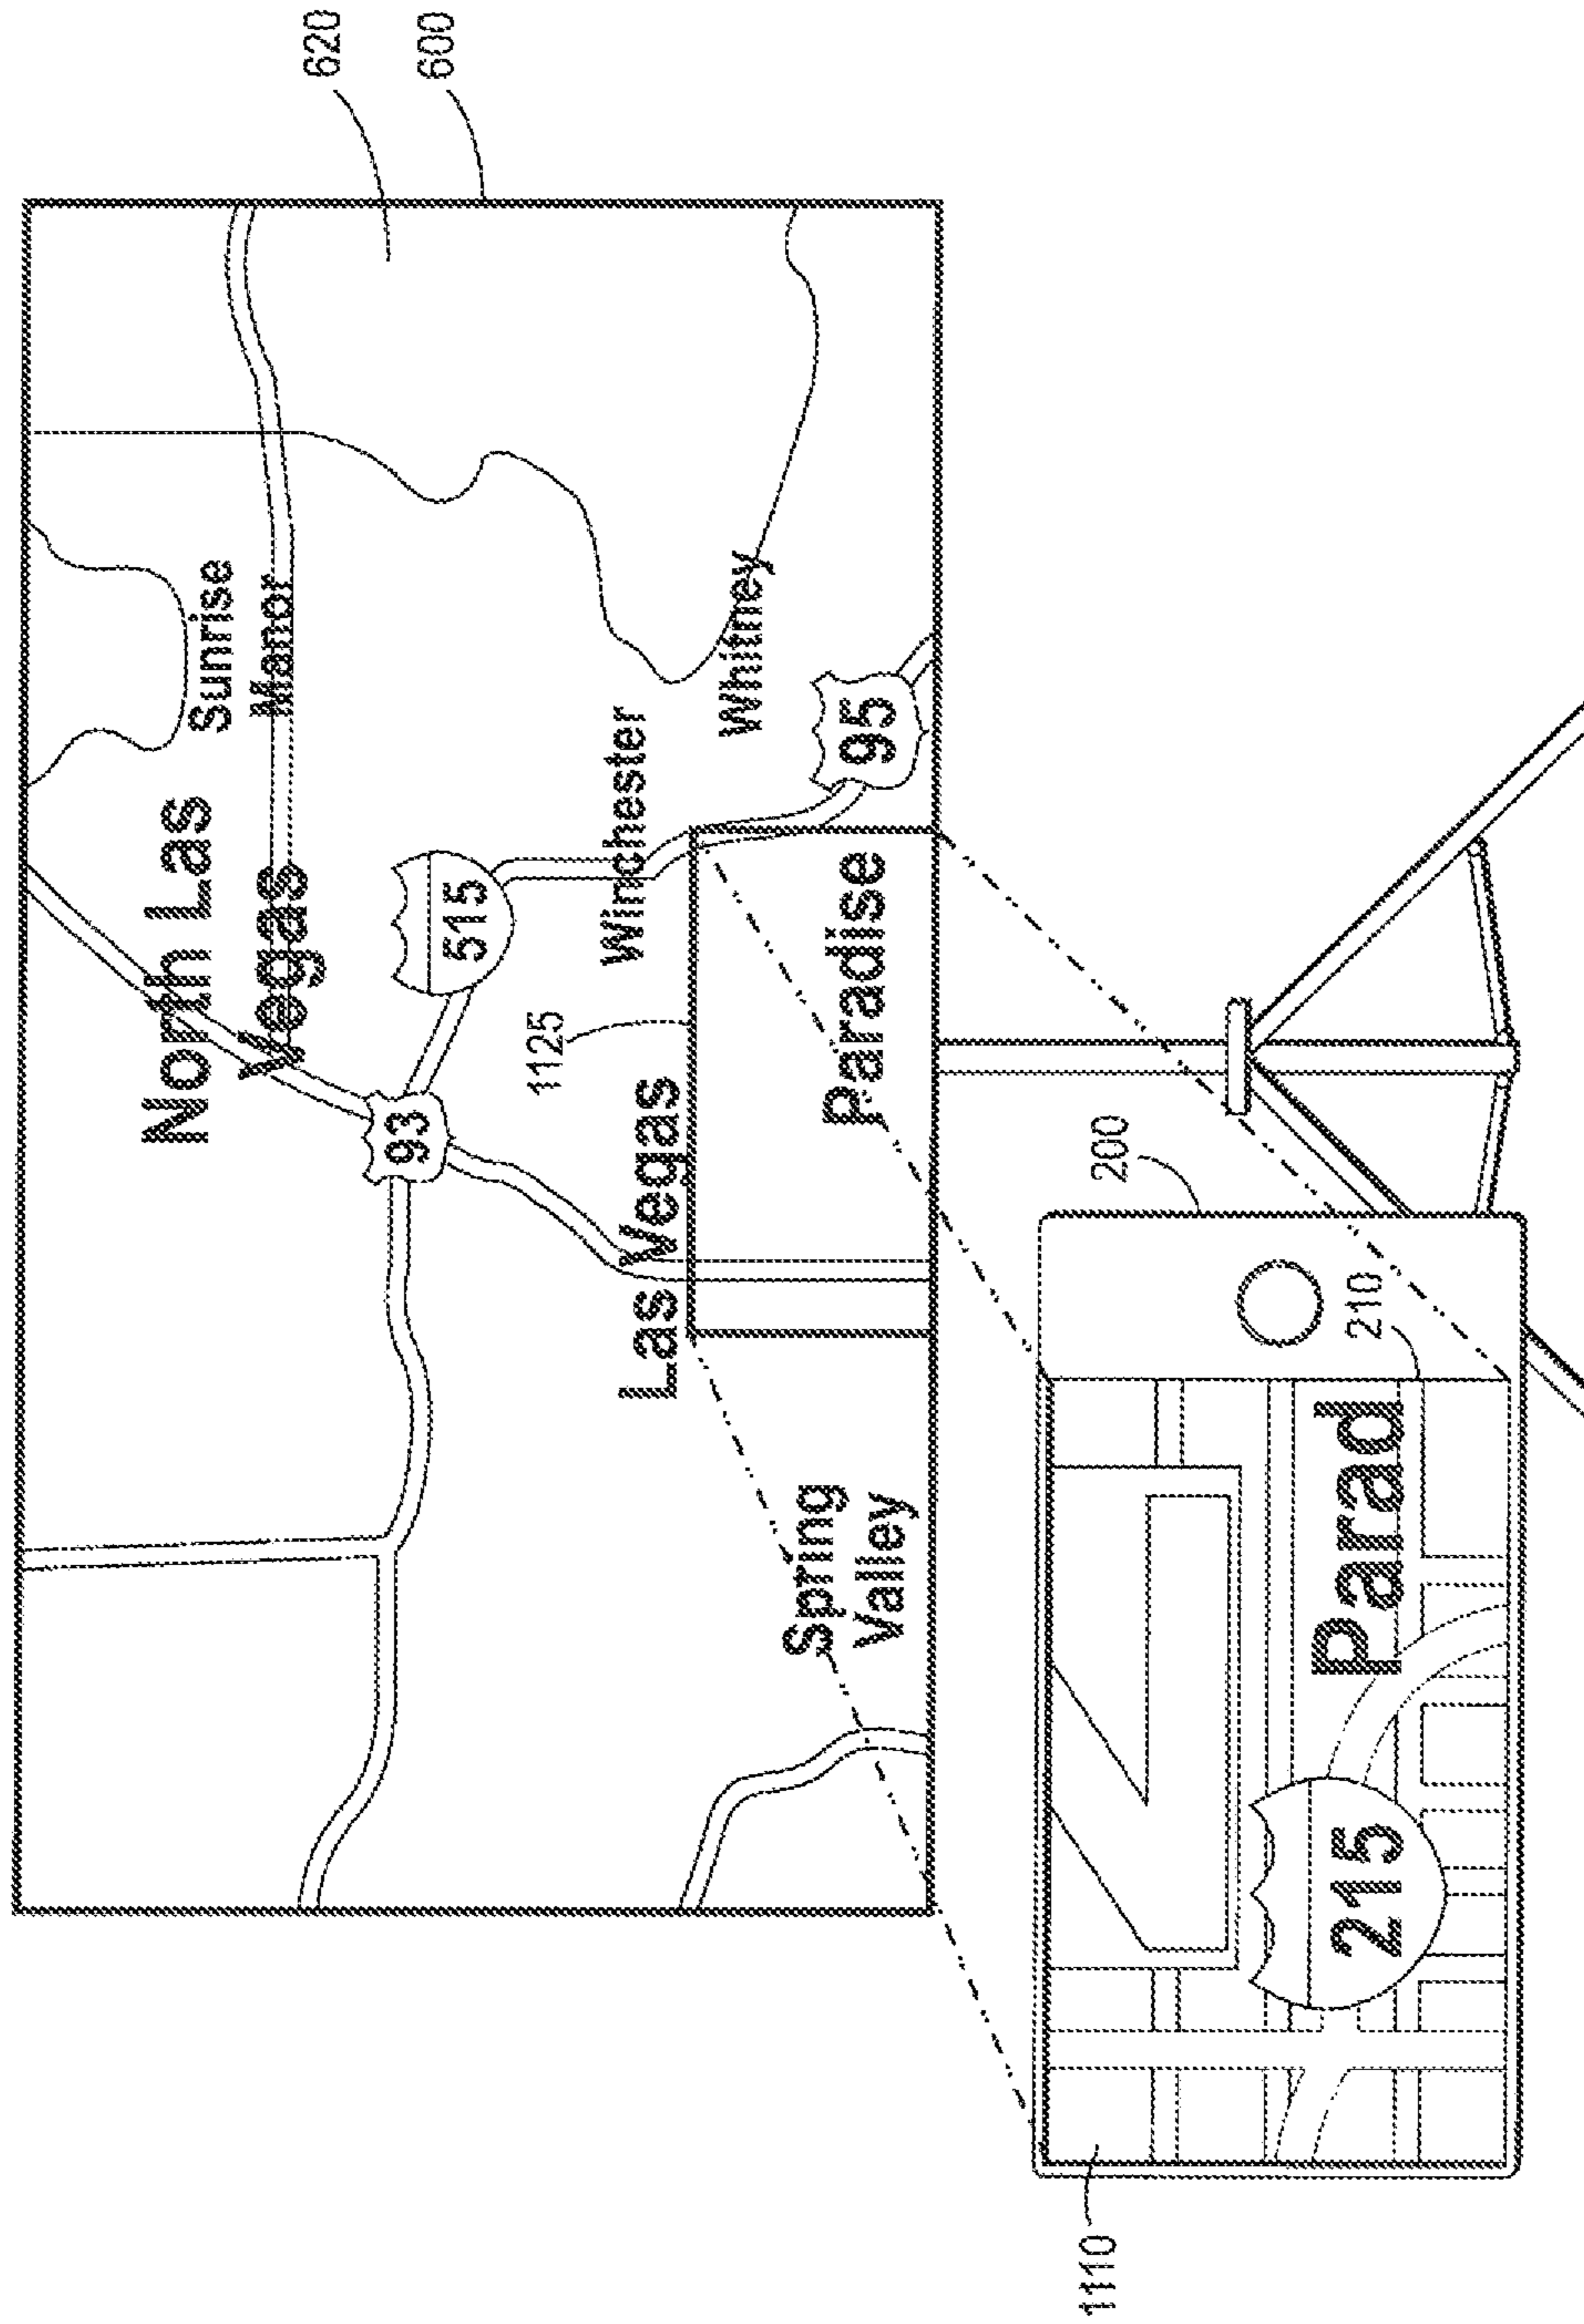 620
600
North Las
Vegas
Sunrise
Manor
93
515
Las Vegas
1125
Winchester
Whitney
Spring
Valley
Paradise
95
1110
200
210
215
Parad